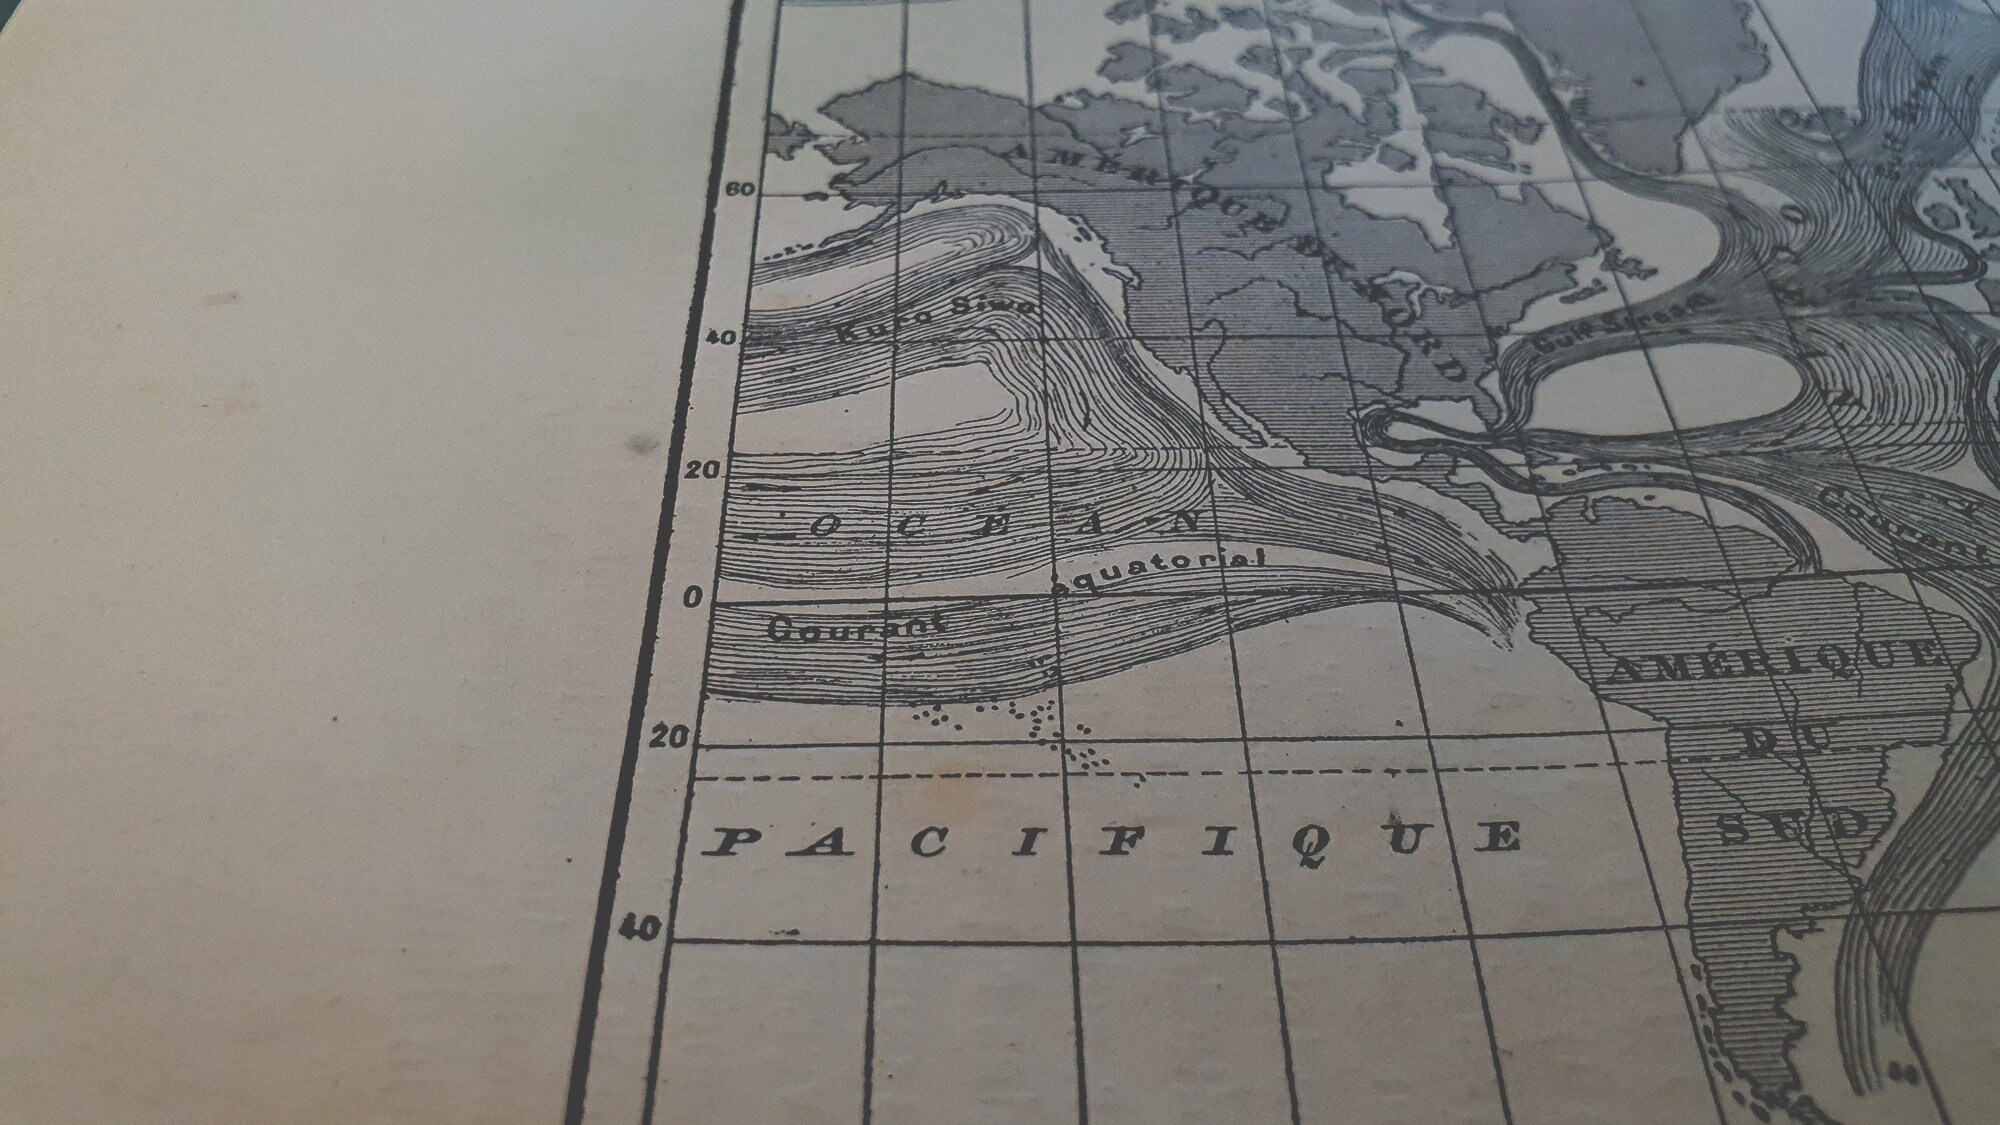 AMÉRIQUE DU NORD
60
Kuro Siwo
Gulf Stream
40
20
OCÉAN
Courant
équatorial
0
Courant
AMÉRIQUE
DU
SUD
20
PACIFIQUE
40